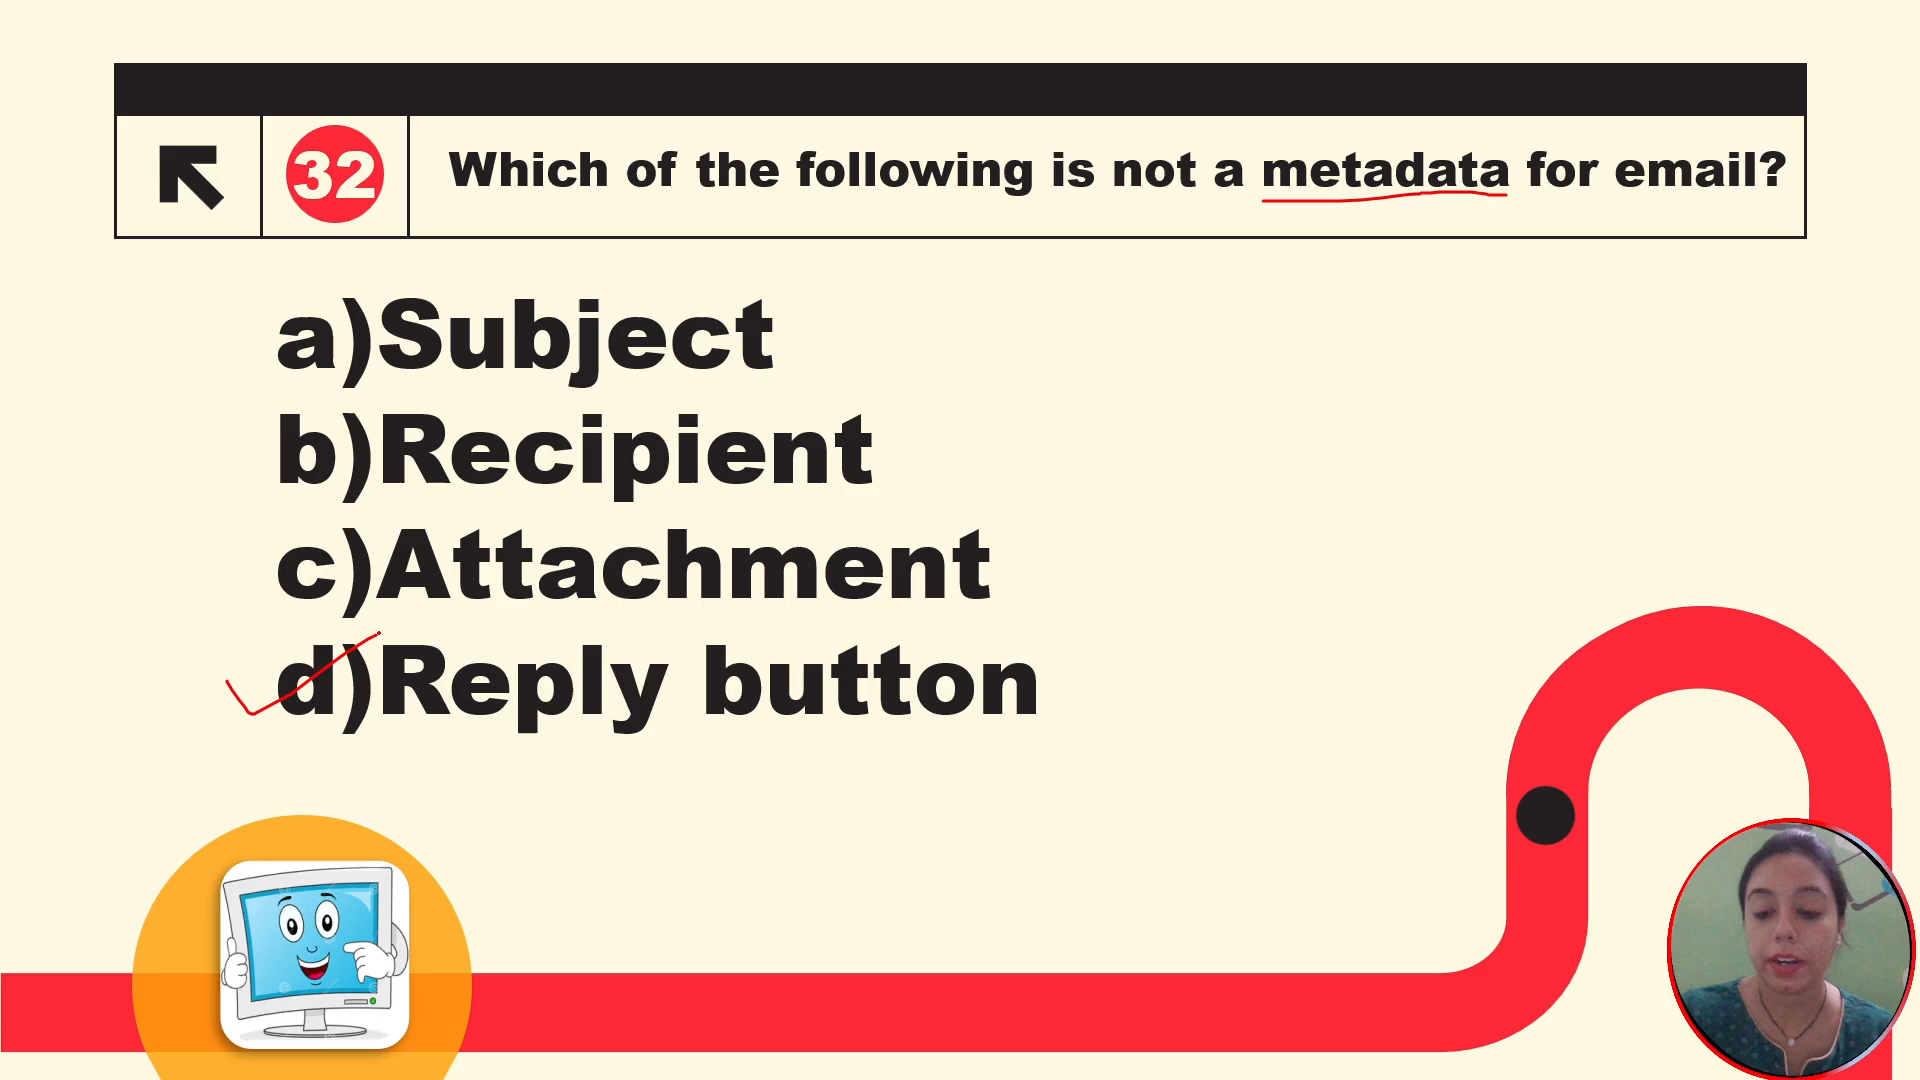 32
Which of the following is not a metadata for email?
a)Subject
b)Recipient
c)Attachment
d)Reply button